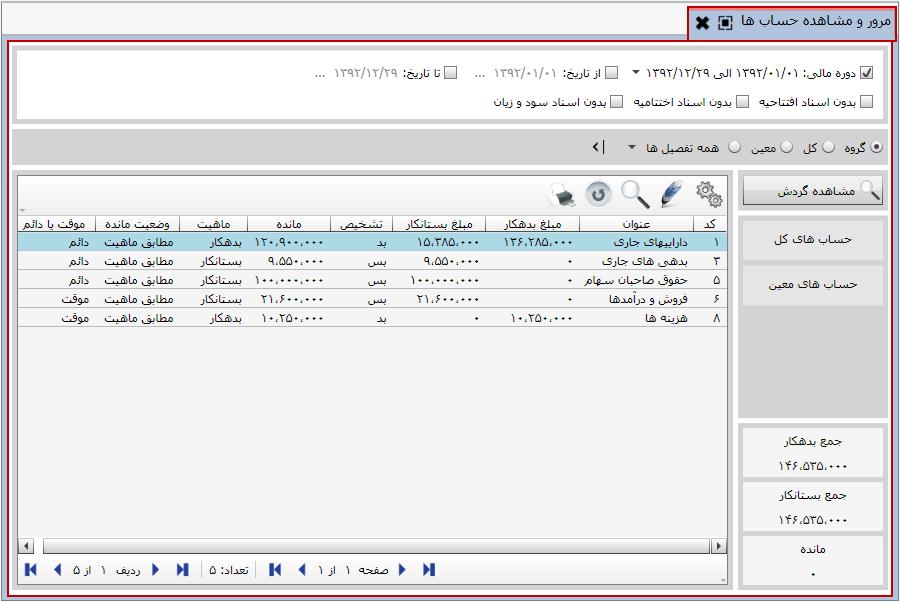 مرور و مشاهده حساب ها
دوره مالی: ۱۳۹۲/۰۱/۰۱ الی ۱۳۹۲/۱۲/۲۹ از تاریخ: ۱۳۹۲/۰۱/۰۱ ... تا تاریخ: ۱۳۹۲/۱۲/۲۹ ...
بدون اسناد افتتاحیه بدون اسناد اختتامیه بدون اسناد سود و زیان
گروه کل معین همه تفصیل ها
مشاهده گردش
حساب های کل
حساب های معین
کد عنوان مبلغ بدهکار مبلغ بستانکار تشخیص مانده ماهیت وضعیت مانده موقت یا دائم
۱ داراییهای جاری ۱۳۶،۲۸۵،۰۰۰ ۱۵،۳۸۵،۰۰۰ بد ۱۲۰،۹۰۰،۰۰۰ بدهکار مطابق ماهیت دائم
۳ بدهی های جاری ۰ ۹،۵۵۰،۰۰۰ بس ۹،۵۵۰،۰۰۰ بستانکار مطابق ماهیت دائم
۵ حقوق صاحبان سهام ۰ ۱۰۰،۰۰۰،۰۰۰ بس ۱۰۰،۰۰۰،۰۰۰ بستانکار مطابق ماهیت دائم
۶ فروش و درآمدها ۰ ۲۱،۶۰۰،۰۰۰ بس ۲۱،۶۰۰،۰۰۰ بستانکار مطابق ماهیت موقت
۸ هزینه ها ۱۰،۲۵۰،۰۰۰ ۰ بد ۱۰،۲۵۰،۰۰۰ بدهکار مطابق ماهیت موقت
جمع بدهکار
۱۴۶،۵۳۵،۰۰۰
جمع بستانکار
۱۴۶،۵۳۵،۰۰۰
مانده
۰
صفحه ۱ از ۱ تعداد: ۵ ردیف ۱ از ۵